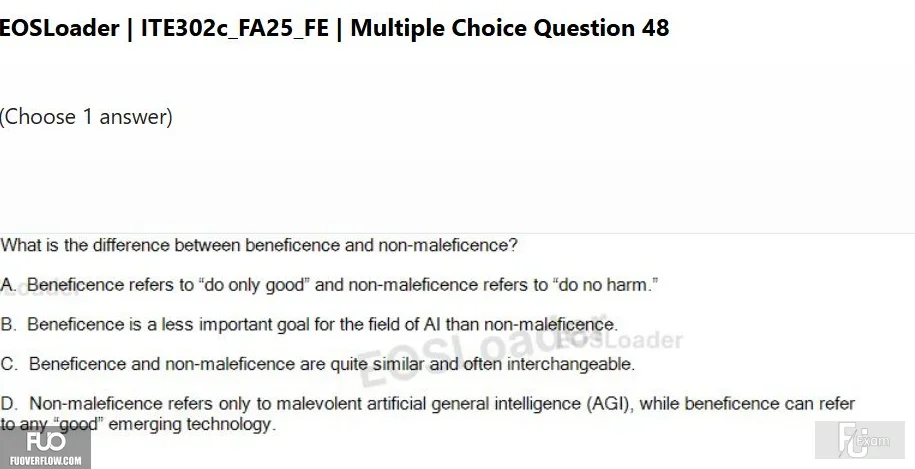 EOSLoader | ITE302c_FA25_FE | Multiple Choice Question 48
(Choose 1 answer)
What is the difference between beneficence and non-maleficence?
A. Beneficence refers to “do only good” and non-maleficence refers to “do no harm.”
B. Beneficence is a less important goal for the field of AI than non-maleficence.
EOSLoader
C. Beneficence and non-maleficence are quite similar and often interchangeable.
EOSLoader
D. Non-maleficence refers only to malevolent artificial general intelligence (AGI), while beneficence can refer
to any “good” emerging technology.
FUO
FUOVERFLOW.COM
Exam